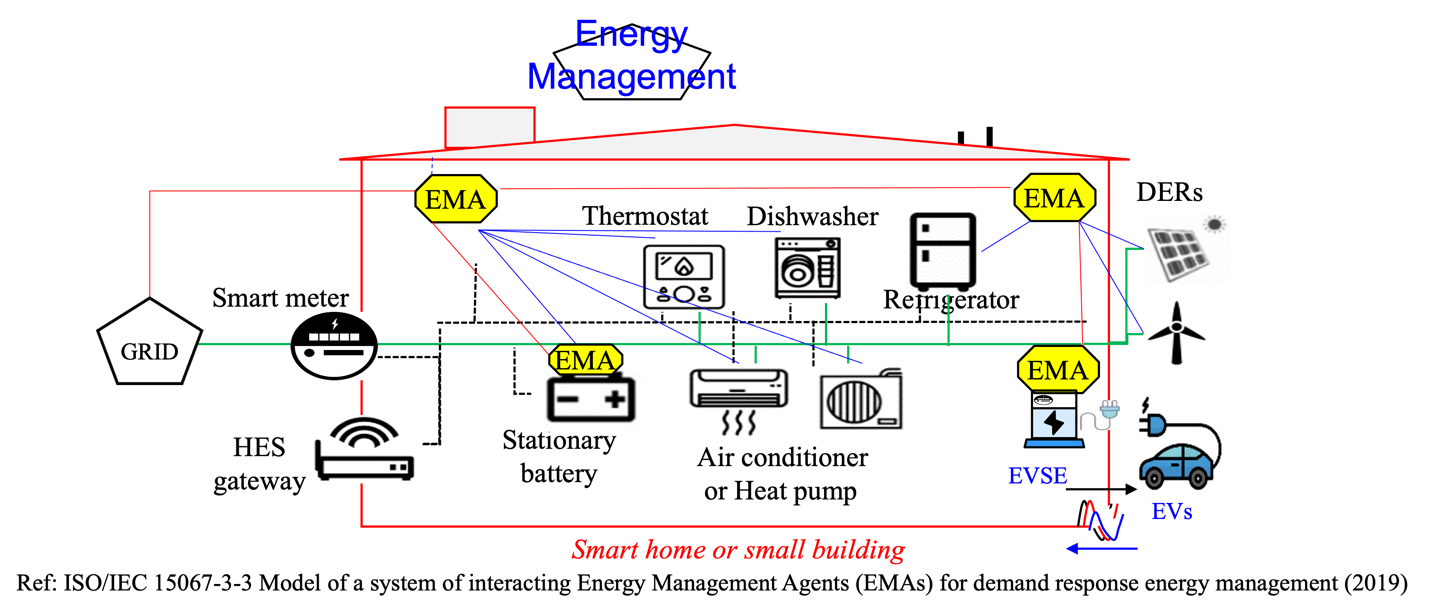 Energy
Management
EMA
EMA
DERs
Thermostat
Dishwasher
Smart meter
Refrigerator
GRID
EMA
EMA
HES
gateway
Stationary
battery
Air conditioner
or Heat pump
EVSE
EVs
Smart home or small building
Ref: ISO/IEC 15067-3-3 Model of a system of interacting Energy Management Agents (EMAs) for demand response energy management (2019)